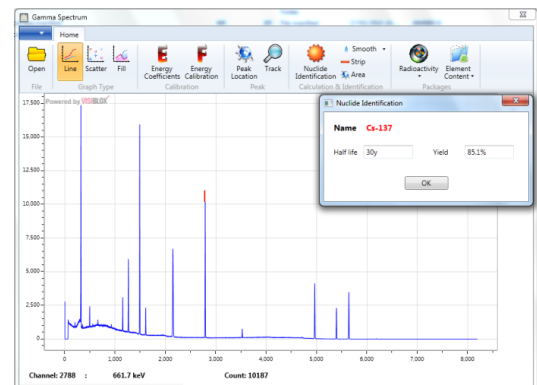 Gamma Spectrum
Home
Open
Line
Scatter
Fill
Energy Coefficients
Energy Calibration
Peak Location
Track
Nuclide Identification
Smooth
Strip
Area
Radioactivity
Element Content
File
Graph Type
Calibration
Peak
Calculation & Identification
Packages
Powered by VISIBLOX
17,500
15,000
12,500
10,000
7,500
5,000
2,500
0
0 1,000 2,000 3,000 4,000 5,000 6,000 7,000 8,000
Channel: 2788 : 661.7 keV Count: 10187
Nuclide Identification
Name Cs-137
Half life 30y Yield 85.1%
OK